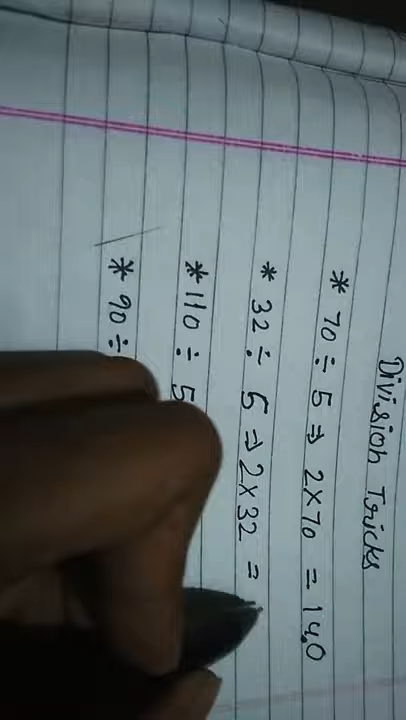 Division Tricks
* 70 ÷ 5 ⇒ 2×70 = 14.0
* 32 ÷ 5 ⇒ 2×32 =
* 110 ÷ 5
* 90 ÷